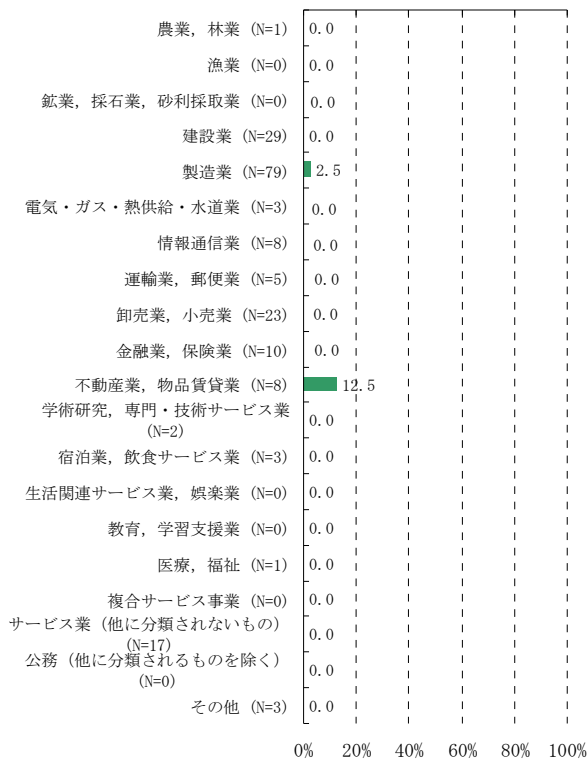 農業, 林業 (N=1) 0.0
漁業 (N=0) 0.0
鉱業, 採石業, 砂利採取業 (N=0) 0.0
建設業 (N=29) 0.0
製造業 (N=79) 2.5
電気・ガス・熱供給・水道業 (N=3) 0.0
情報通信業 (N=8) 0.0
運輸業, 郵便業 (N=5) 0.0
卸売業, 小売業 (N=23) 0.0
金融業, 保険業 (N=10) 0.0
不動産業, 物品賃貸業 (N=8) 12.5
学術研究, 専門・技術サービス業
(N=2) 0.0
宿泊業, 飲食サービス業 (N=3) 0.0
生活関連サービス業, 娯楽業 (N=0) 0.0
教育, 学習支援業 (N=0) 0.0
医療, 福祉 (N=1) 0.0
複合サービス事業 (N=0) 0.0
サービス業（他に分類されないもの）
(N=17) 0.0
公務（他に分類されるものを除く）
(N=0) 0.0
その他 (N=3) 0.0
0% 20% 40% 60% 80% 100%